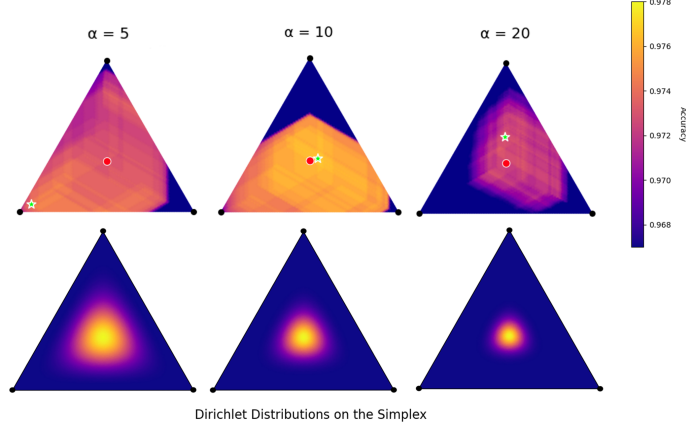 α = 5
α = 10
α = 20
0.978
0.976
0.974
0.972
0.970
0.968
Accuracy
Dirichlet Distributions on the Simplex